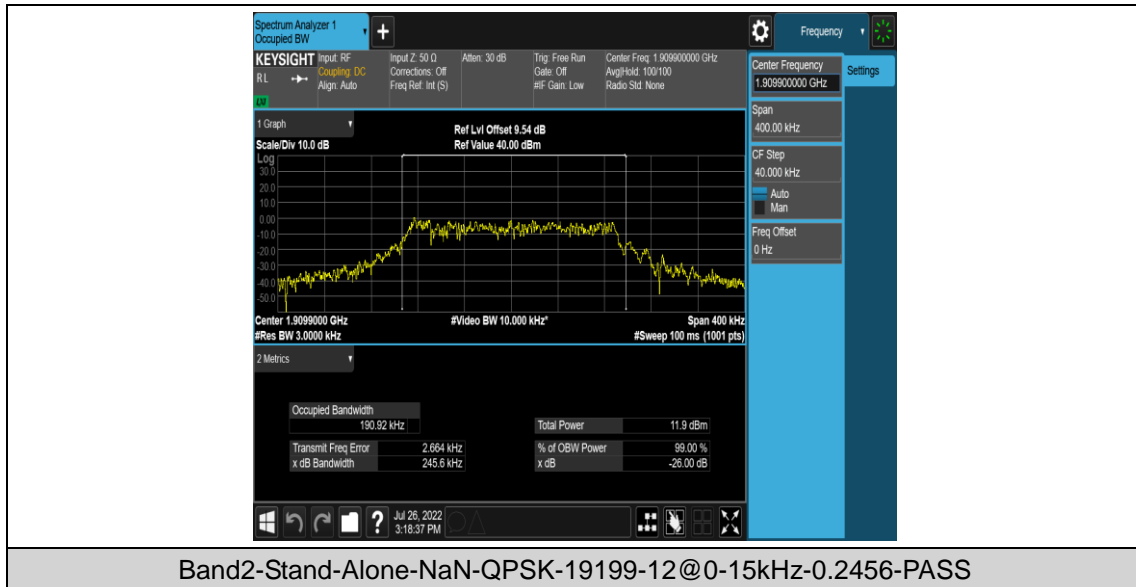 Spectrum Analyzer 1
Occupied BW
Frequency
KEYSIGHT
RL
Input: RF
Coupling: DC
Align: Auto
Input Z: 50 Ω
Corrections: Off
Freq Ref: Int (S)
Atten: 30 dB
Trig: Free Run
Gate: Off
#IF Gain: Low
Center Freq: 1.909900000 GHz
Avg|Hold: 100/100
Radio Std: None
Center Frequency
1.909900000 GHz
Settings
Span
400.00 kHz
CF Step
40.000 kHz
Auto
Man
Freq Offset
0 Hz
1 Graph
Ref Lvl Offset 9.54 dB
Scale/Div 10.0 dB
Ref Value 40.00 dBm
Log
30.0
20.0
10.0
0.00
-10.0
-20.0
-30.0
-40.0
-50.0
Center 1.9099000 GHz
#Video BW 10.000 kHz*
Span 400 kHz
#Res BW 3.0000 kHz
#Sweep 100 ms (1001 pts)
2 Metrics
Occupied Bandwidth
190.92 kHz
Total Power 11.9 dBm
Transmit Freq Error 2.664 kHz
% of OBW Power 99.00 %
x dB Bandwidth 245.6 kHz
x dB -26.00 dB
Jul 26, 2022
3:18:37 PM
Band2-Stand-Alone-NaN-QPSK-19199-12@0-15kHz-0.2456-PASS